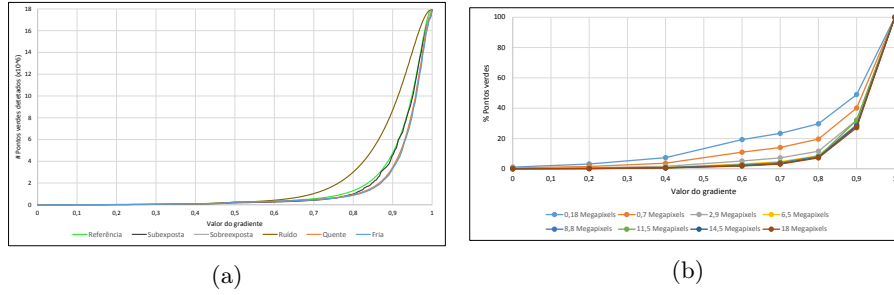 18
16
14
12
10
8
6
4
2
0
# Pontos verdes detetados (x10^6)
0 0,1 0,2 0,3 0,4 0,5 0,6 0,7 0,8 0,9 1
Valor do gradiente
Referência Subexposta Sobreexposta Ruído Quente Fria
(a)
100
80
60
40
20
0
% Pontos verdes
0 0,1 0,2 0,3 0,4 0,5 0,6 0,7 0,8 0,9 1
Valor do gradiente
0,18 Megapixels 0,7 Megapixels 2,9 Megapixels 6,5 Megapixels
8,8 Megapixels 11,5 Megapixels 14,5 Megapixels 18 Megapixels
(b)